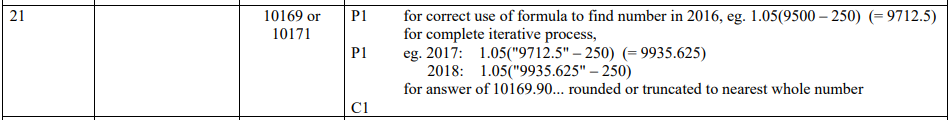 21 10169 or P1 for correct use of formula to find number in 2016, eg. 1.05(9500 – 250) (= 9712.5)
10171 for complete iterative process,
P1 eg. 2017: 1.05("9712.5" – 250) (= 9935.625)
2018: 1.05("9935.625" – 250)
for answer of 10169.90... rounded or truncated to nearest whole number
C1